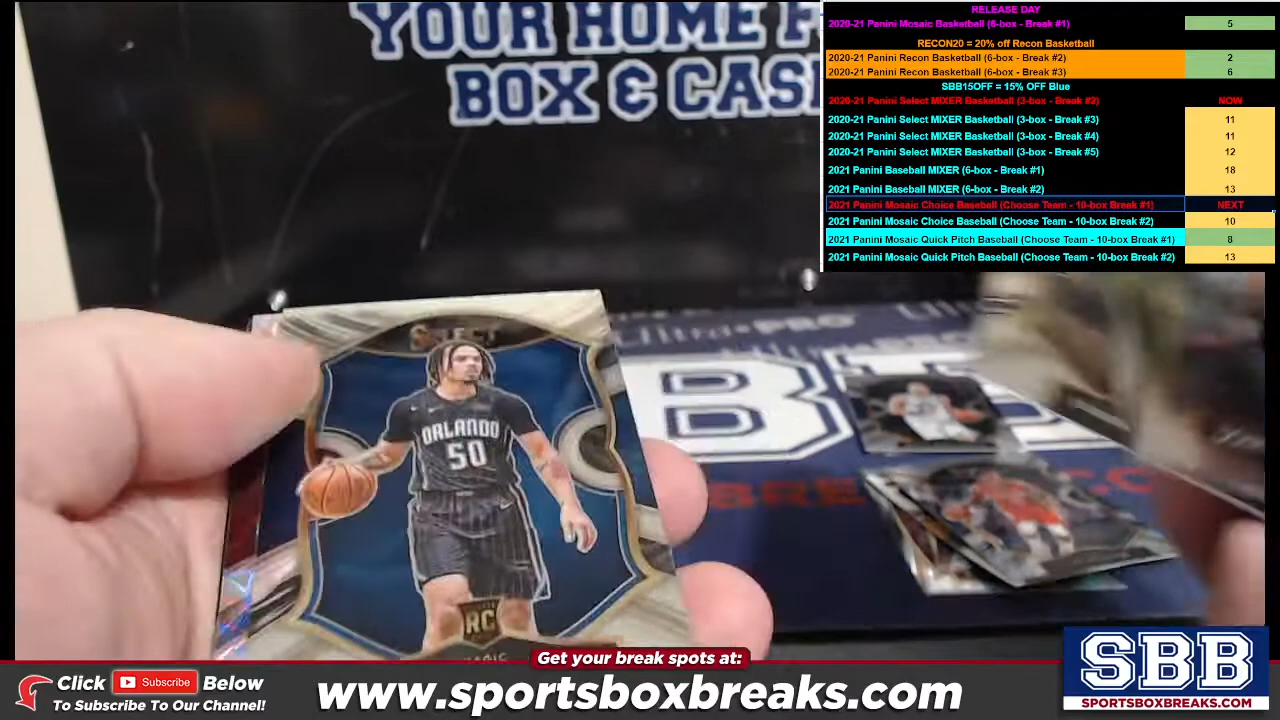 YOUR HOME F
BOX & CAS
RELEASE DAY
2020-21 Panini Mosaic Basketball (6-box - Break #1) 5
RECON20 = 20% off Recon Basketball
2020-21 Panini Recon Basketball (6-box - Break #2) 2
2020-21 Panini Recon Basketball (6-box - Break #3) 6
SBB15OFF = 15% OFF Blue
2020-21 Panini Select MIXER Basketball (3-box - Break #2) NOW
2020-21 Panini Select MIXER Basketball (3-box - Break #3) 11
2020-21 Panini Select MIXER Basketball (3-box - Break #4) 11
2020-21 Panini Select MIXER Basketball (3-box - Break #5) 12
2021 Panini Baseball MIXER (6-box - Break #1) 18
2021 Panini Baseball MIXER (6-box - Break #2) 13
2021 Panini Mosaic Choice Baseball (Choose Team - 10-box Break #1) NEXT
2021 Panini Mosaic Choice Baseball (Choose Team - 10-box Break #2) 10
2021 Panini Mosaic Quick Pitch Baseball (Choose Team - 10-box Break #1) 8
2021 Panini Mosaic Quick Pitch Baseball (Choose Team - 10-box Break #2) 13
SELECT
Ultra PRO
ORLANDO
50
RC
Get your break spots at:
Click Subscribe Below
To Subscribe To Our Channel!
www.sportsboxbreaks.com
SBB
SPORTSBOXBREAKS.COM